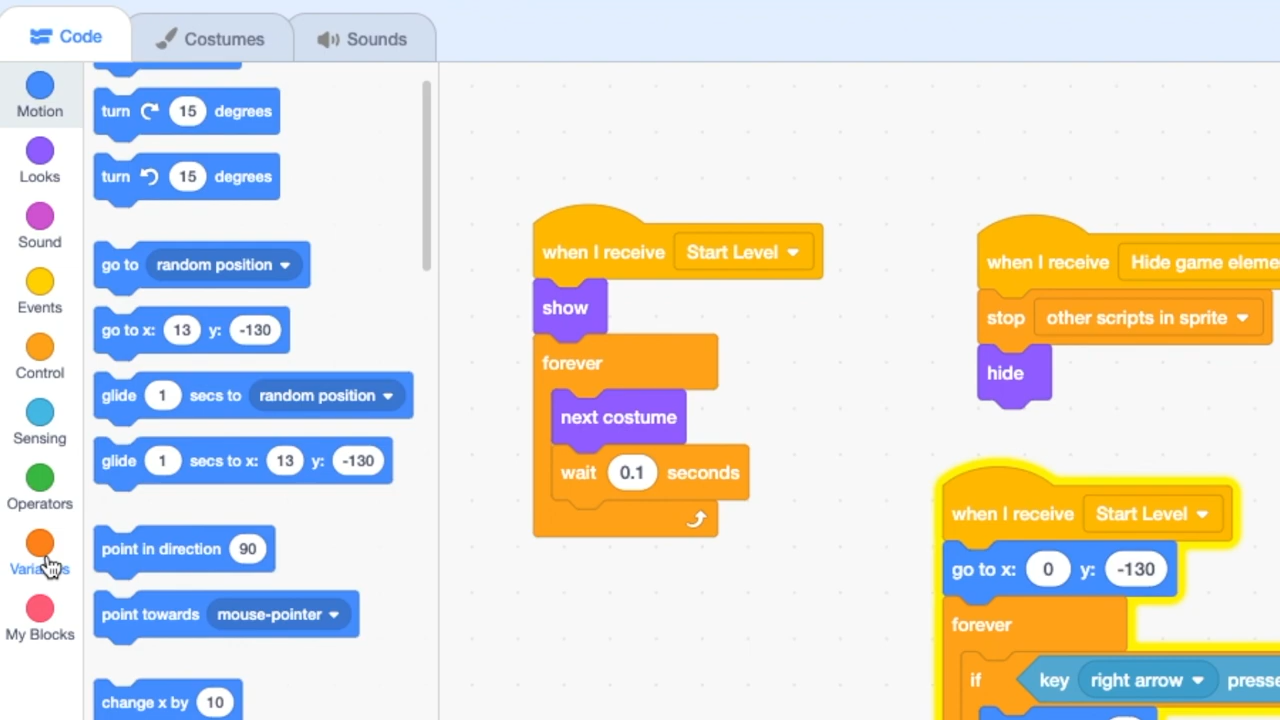 Code
Costumes
Sounds
Motion
Looks
Sound
Events
Control
Sensing
Operators
My Blocks
turn 15 degrees
turn 15 degrees
go to random position
go to x: 13 y: -130
glide 1 secs to random position
glide 1 secs to x: 13 y: -130
point in direction 90
point towards mouse-pointer
change x by 10
when I receive Start Level
show
forever
next costume
wait 0.1 seconds
when I receive Hide game eleme
stop other scripts in sprite
hide
when I receive Start Level
go to x: 0 y: -130
forever
if key right arrow presse